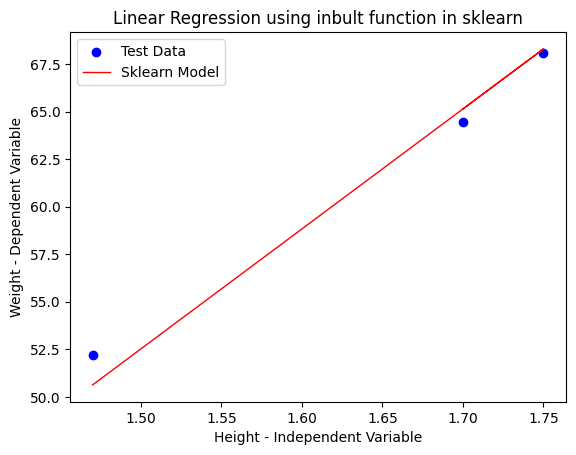 Linear Regression using inbult function in sklearn
Test Data
Sklearn Model
Weight - Dependent Variable
67.5
65.0
62.5
60.0
57.5
55.0
52.5
50.0
1.50
1.55
1.60
1.65
1.70
1.75
Height - Independent Variable